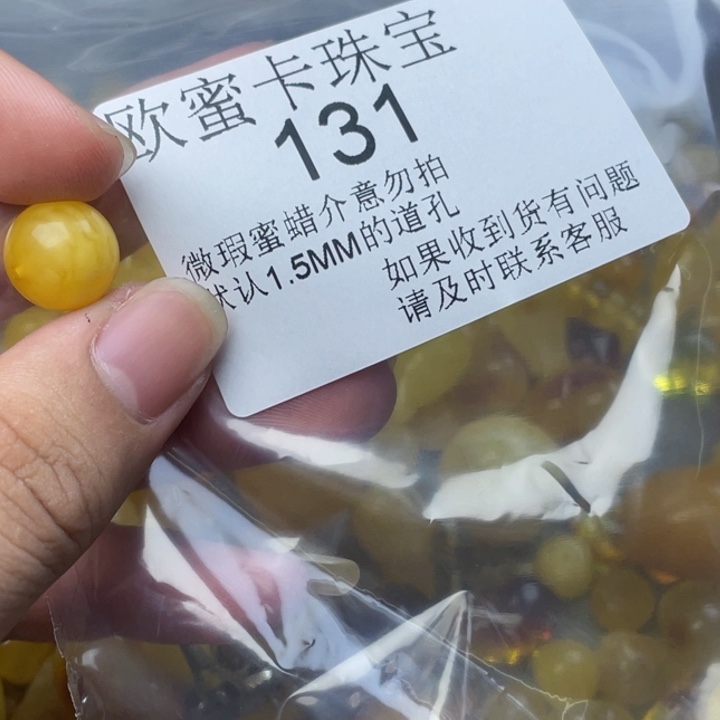 欧蜜卡珠宝
131
微瑕蜜蜡介意勿拍
默认1.5MM的道孔
如果收到货有问题
请及时联系客服